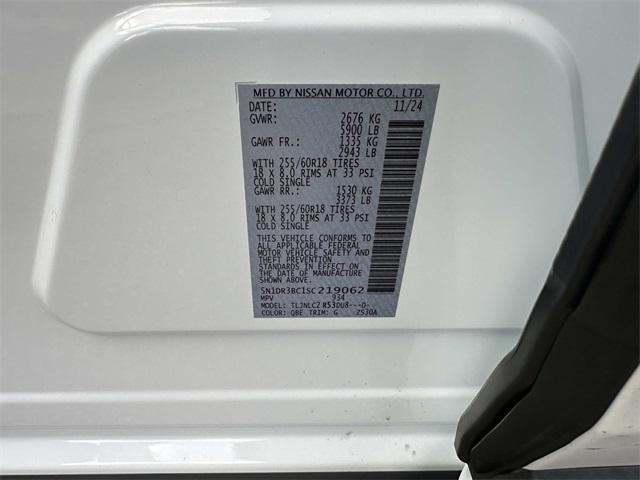 MFD BY NISSAN MOTOR CO., LTD.
DATE: 11/24
GVWR: 2676 KG
5900 LB
GAWR FR.: 1335 KG
2943 LB
WITH 255/60R18 TIRES
18 X 8.0 RIMS AT 33 PSI
COLD SINGLE
GAWR RR.: 1530 KG
3373 LB
WITH 255/60R18 TIRES
18 X 8.0 RIMS AT 33 PSI
COLD SINGLE
THIS VEHICLE CONFORMS TO
ALL APPLICABLE FEDERAL
MOTOR VEHICLE SAFETY AND
THEFT PREVENTION
STANDARDS IN EFFECT ON
THE DATE OF MANUFACTURE
SHOWN ABOVE.
5N1DR3BC1SC219062
MPV 934
MODEL: TLJNLCZ R53DU8---D-
COLOR: QBE TRIM: G ZS30A